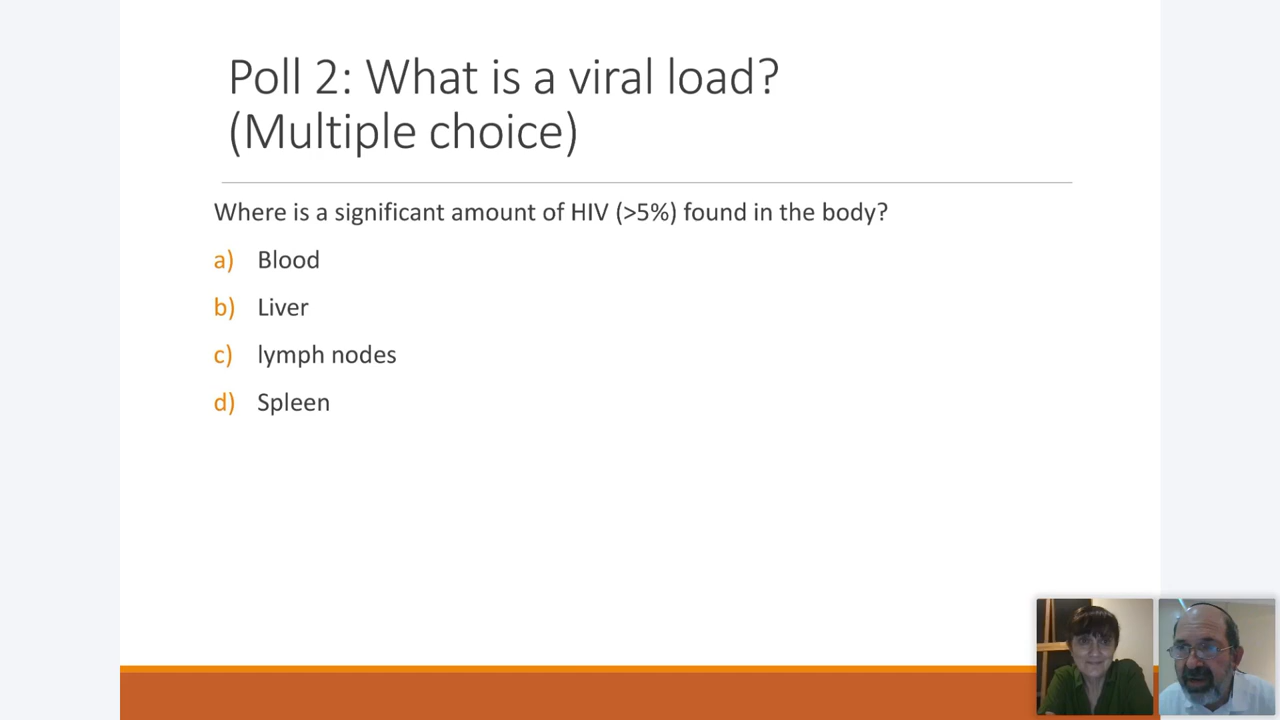 Poll 2: What is a viral load?
(Multiple choice)
Where is a significant amount of HIV (>5%) found in the body?
a) Blood
b) Liver
c) lymph nodes
d) Spleen